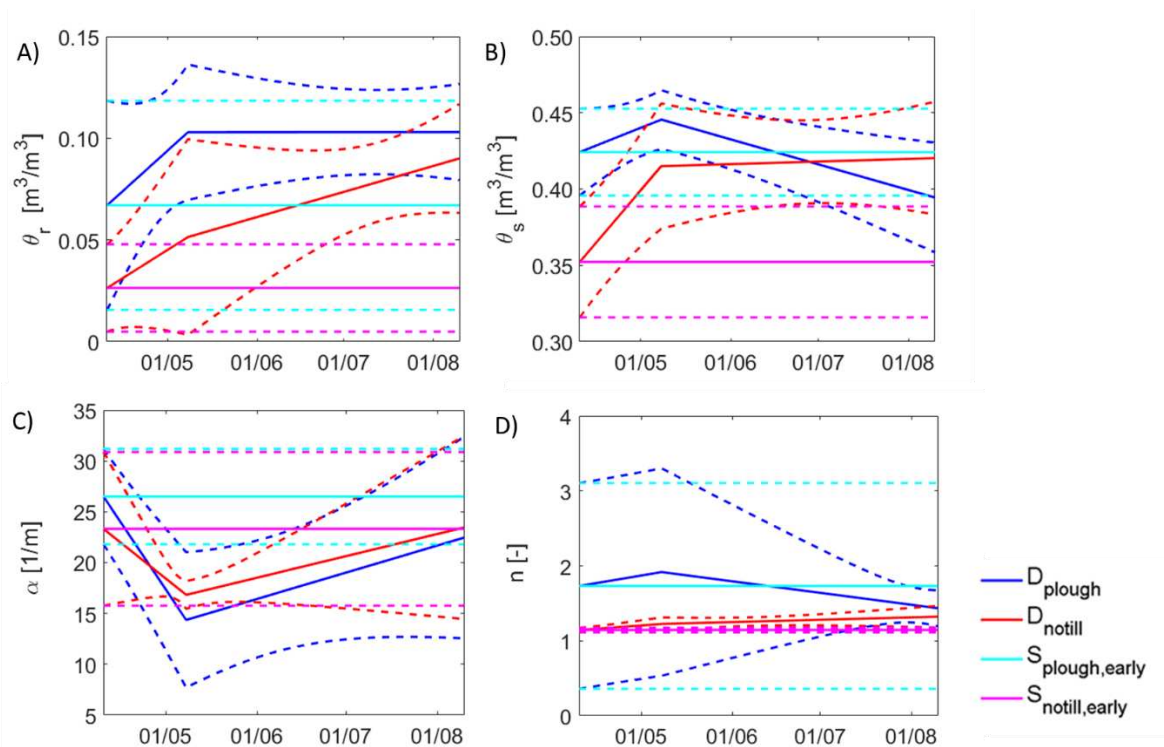 A)
0.15
0.10
0.05
0
θr [m³/m³]
01/05 01/06 01/07 01/08
B)
0.50
0.45
0.40
0.35
0.30
θs [m³/m³]
01/05 01/06 01/07 01/08
C)
35
30
25
20
15
10
5
α [1/m]
01/05 01/06 01/07 01/08
D)
4
3
2
1
0
n [-]
01/05 01/06 01/07 01/08
Dplough
Dnotill
Splough,early
Snotill,early